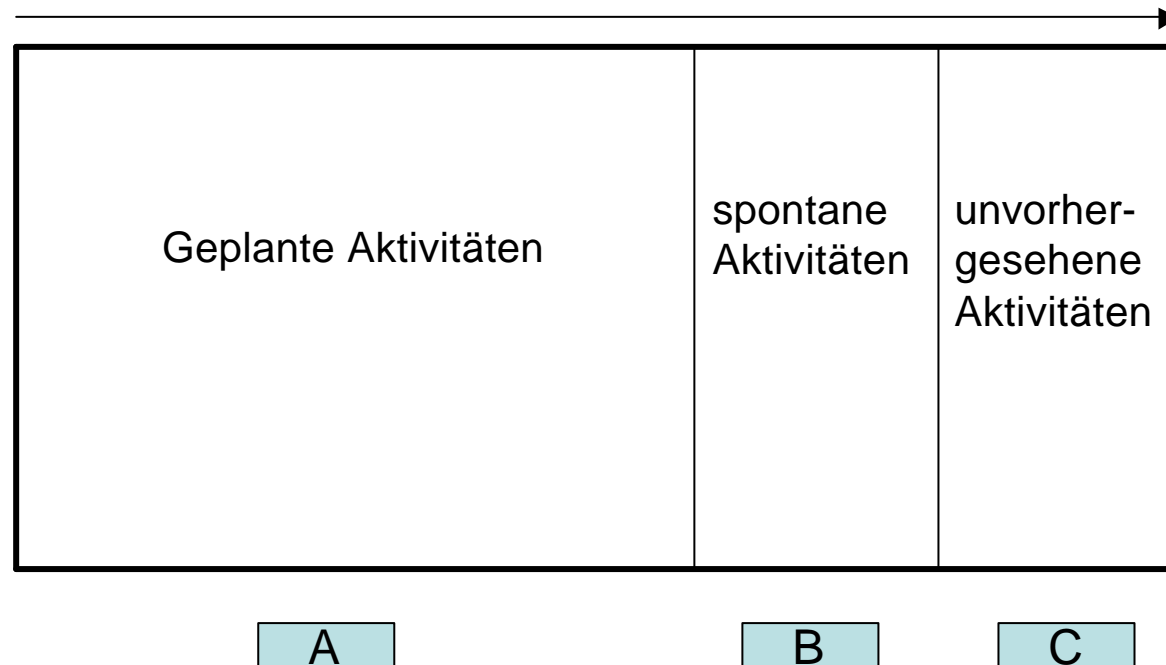 Geplante Aktivitäten
spontane
Aktivitäten
unvorher-
gesehene
Aktivitäten
A
B
C